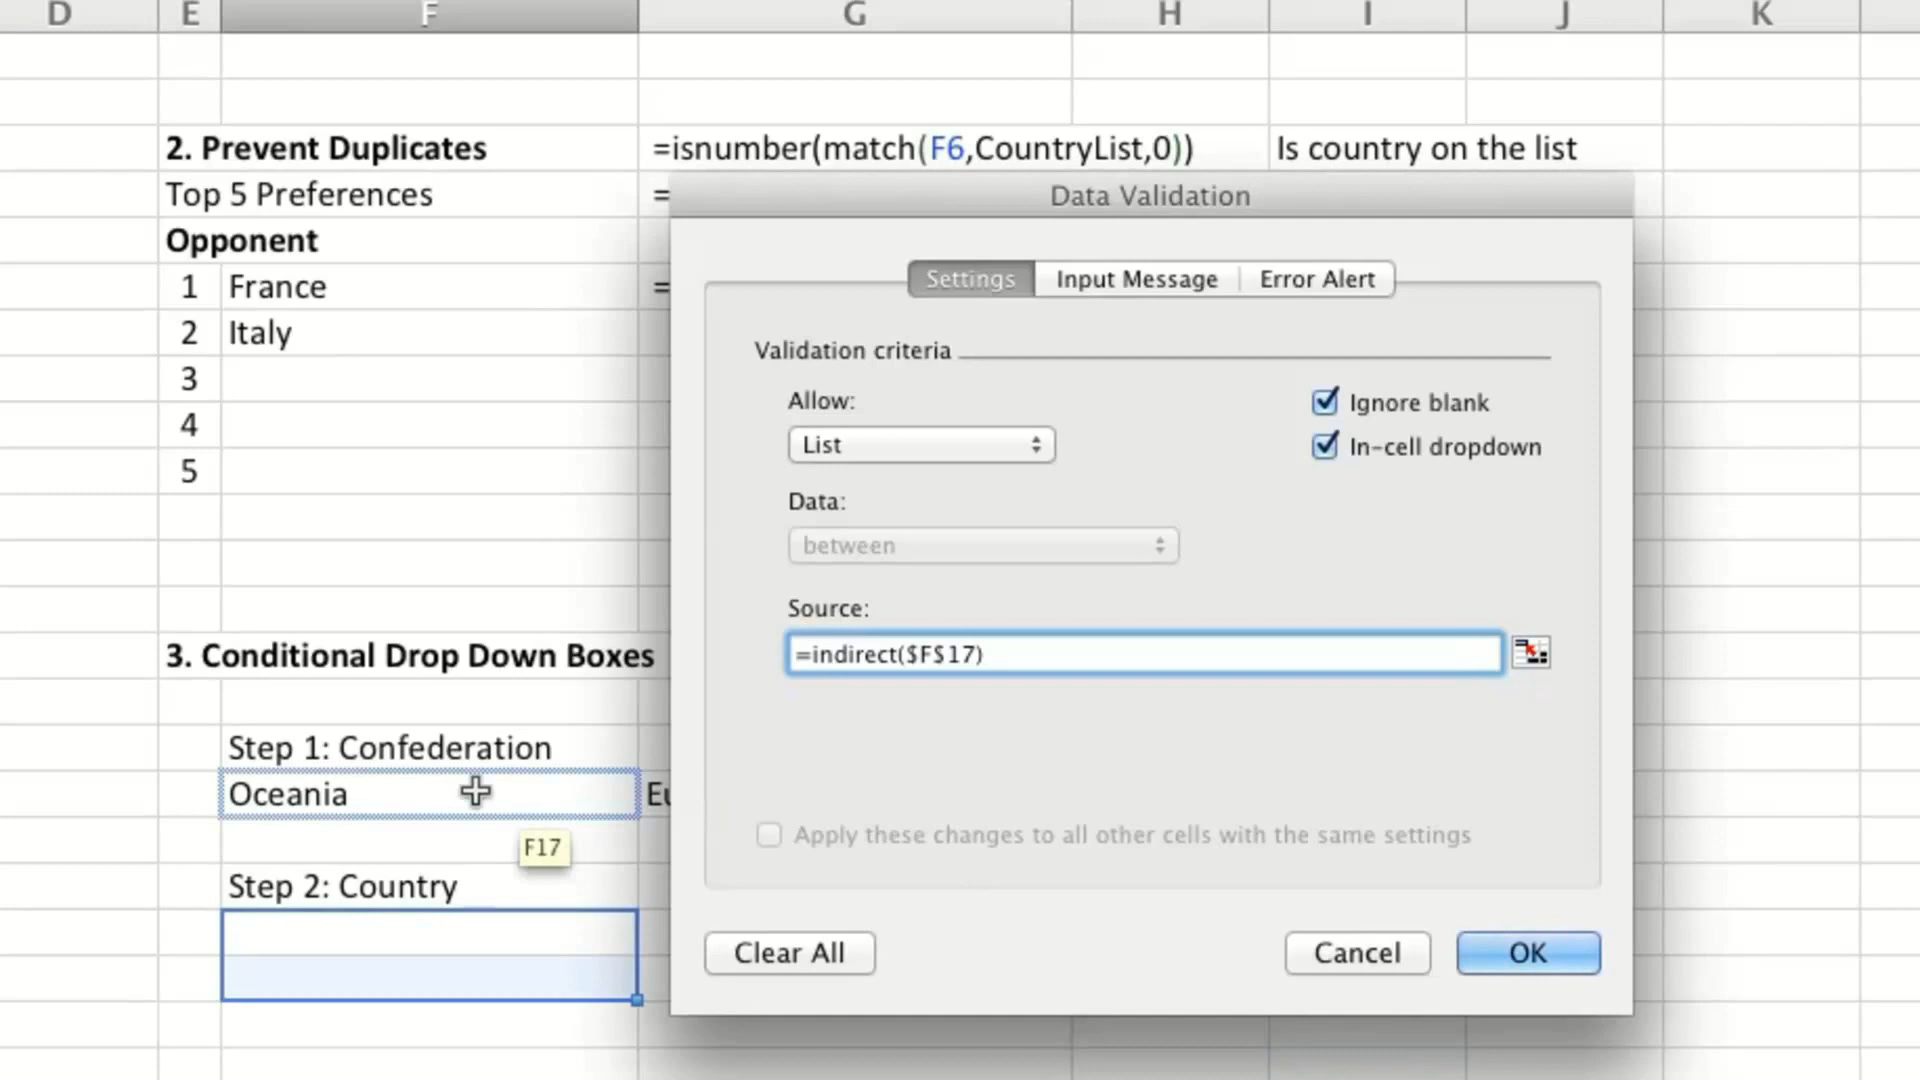 D E F G H I J K
2. Prevent Duplicates =isnumber(match(F6,CountryList,0)) Is country on the list
Top 5 Preferences =
Data Validation
Opponent
Settings Input Message Error Alert
1 France =
2 Italy
Validation criteria
3
Allow:
Ignore blank
4
List
In-cell dropdown
5
Data:
between
Source:
3. Conditional Drop Down Boxes
=indirect($F$17)
Step 1: Confederation
Oceania Eu
F17
Apply these changes to all other cells with the same settings
Step 2: Country
Clear All Cancel OK